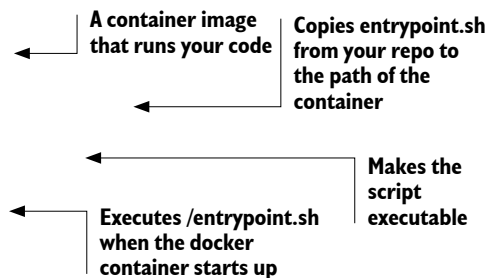 A container image
that runs your code
Copies entrypoint.sh
from your repo to
the path of the
container
Makes the
script
executable
Executes /entrypoint.sh
when the docker
container starts up